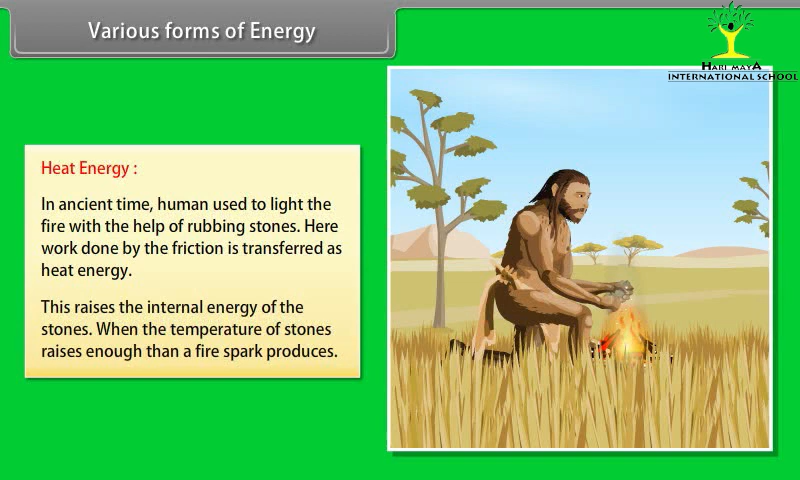 Various forms of Energy
HARI MAYA
INTERNATIONAL SCHOOL
Heat Energy :
In ancient time, human used to light the
fire with the help of rubbing stones. Here
work done by the friction is transferred as
heat energy.
This raises the internal energy of the
stones. When the temperature of stones
raises enough than a fire spark produces.